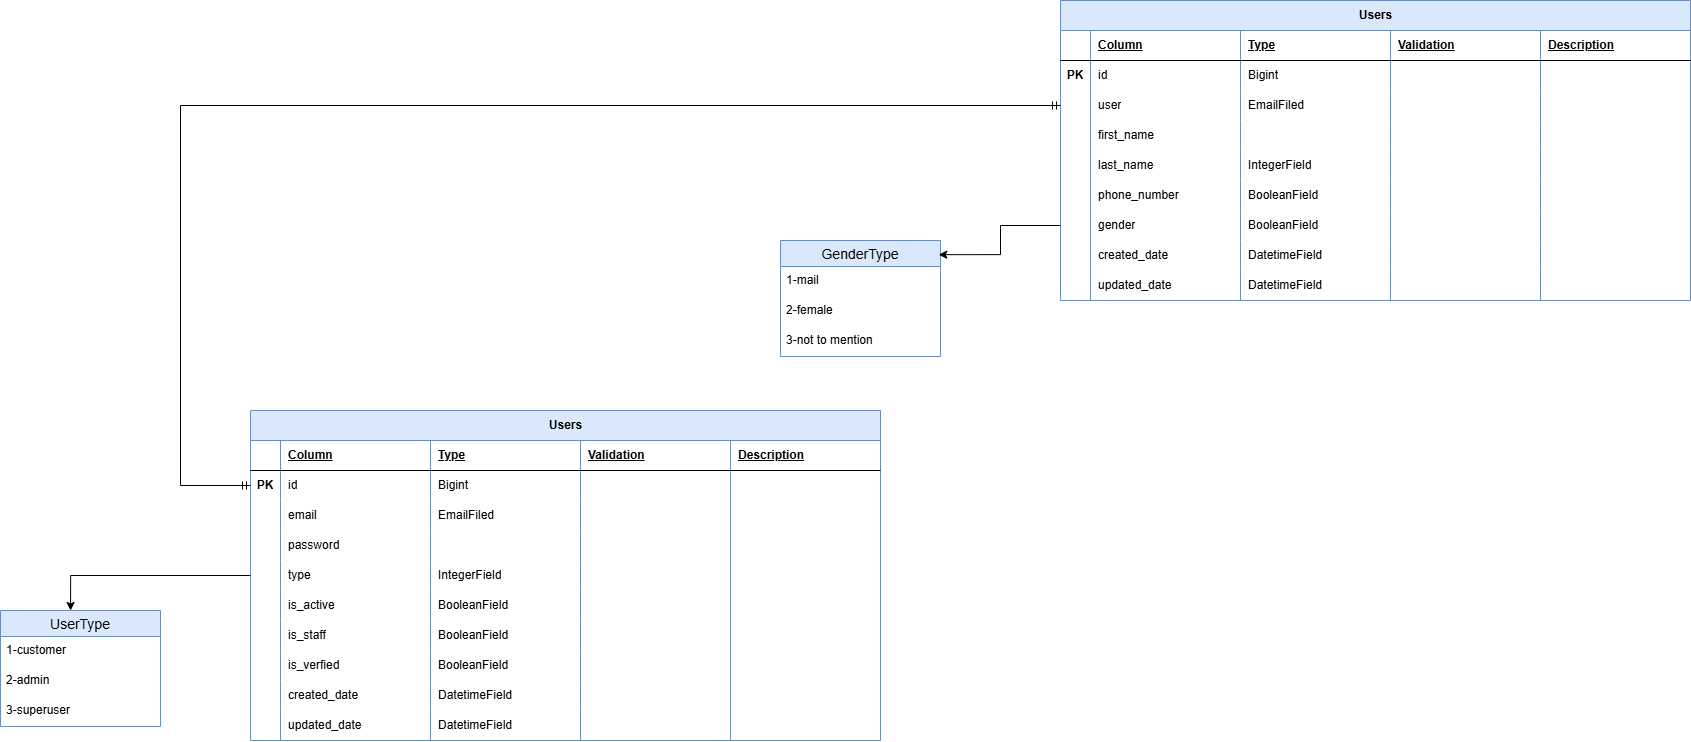 Users
Column Type Validation Description
PK id Bigint
user EmailFiled
first_name
last_name IntegerField
phone_number BooleanField
gender BooleanField
created_date DatetimeField
updated_date DatetimeField
GenderType
1-mail
2-female
3-not to mention
Users
Column Type Validation Description
PK id Bigint
email EmailFiled
password
type IntegerField
is_active BooleanField
is_staff BooleanField
is_verfied BooleanField
created_date DatetimeField
updated_date DatetimeField
UserType
1-customer
2-admin
3-superuser